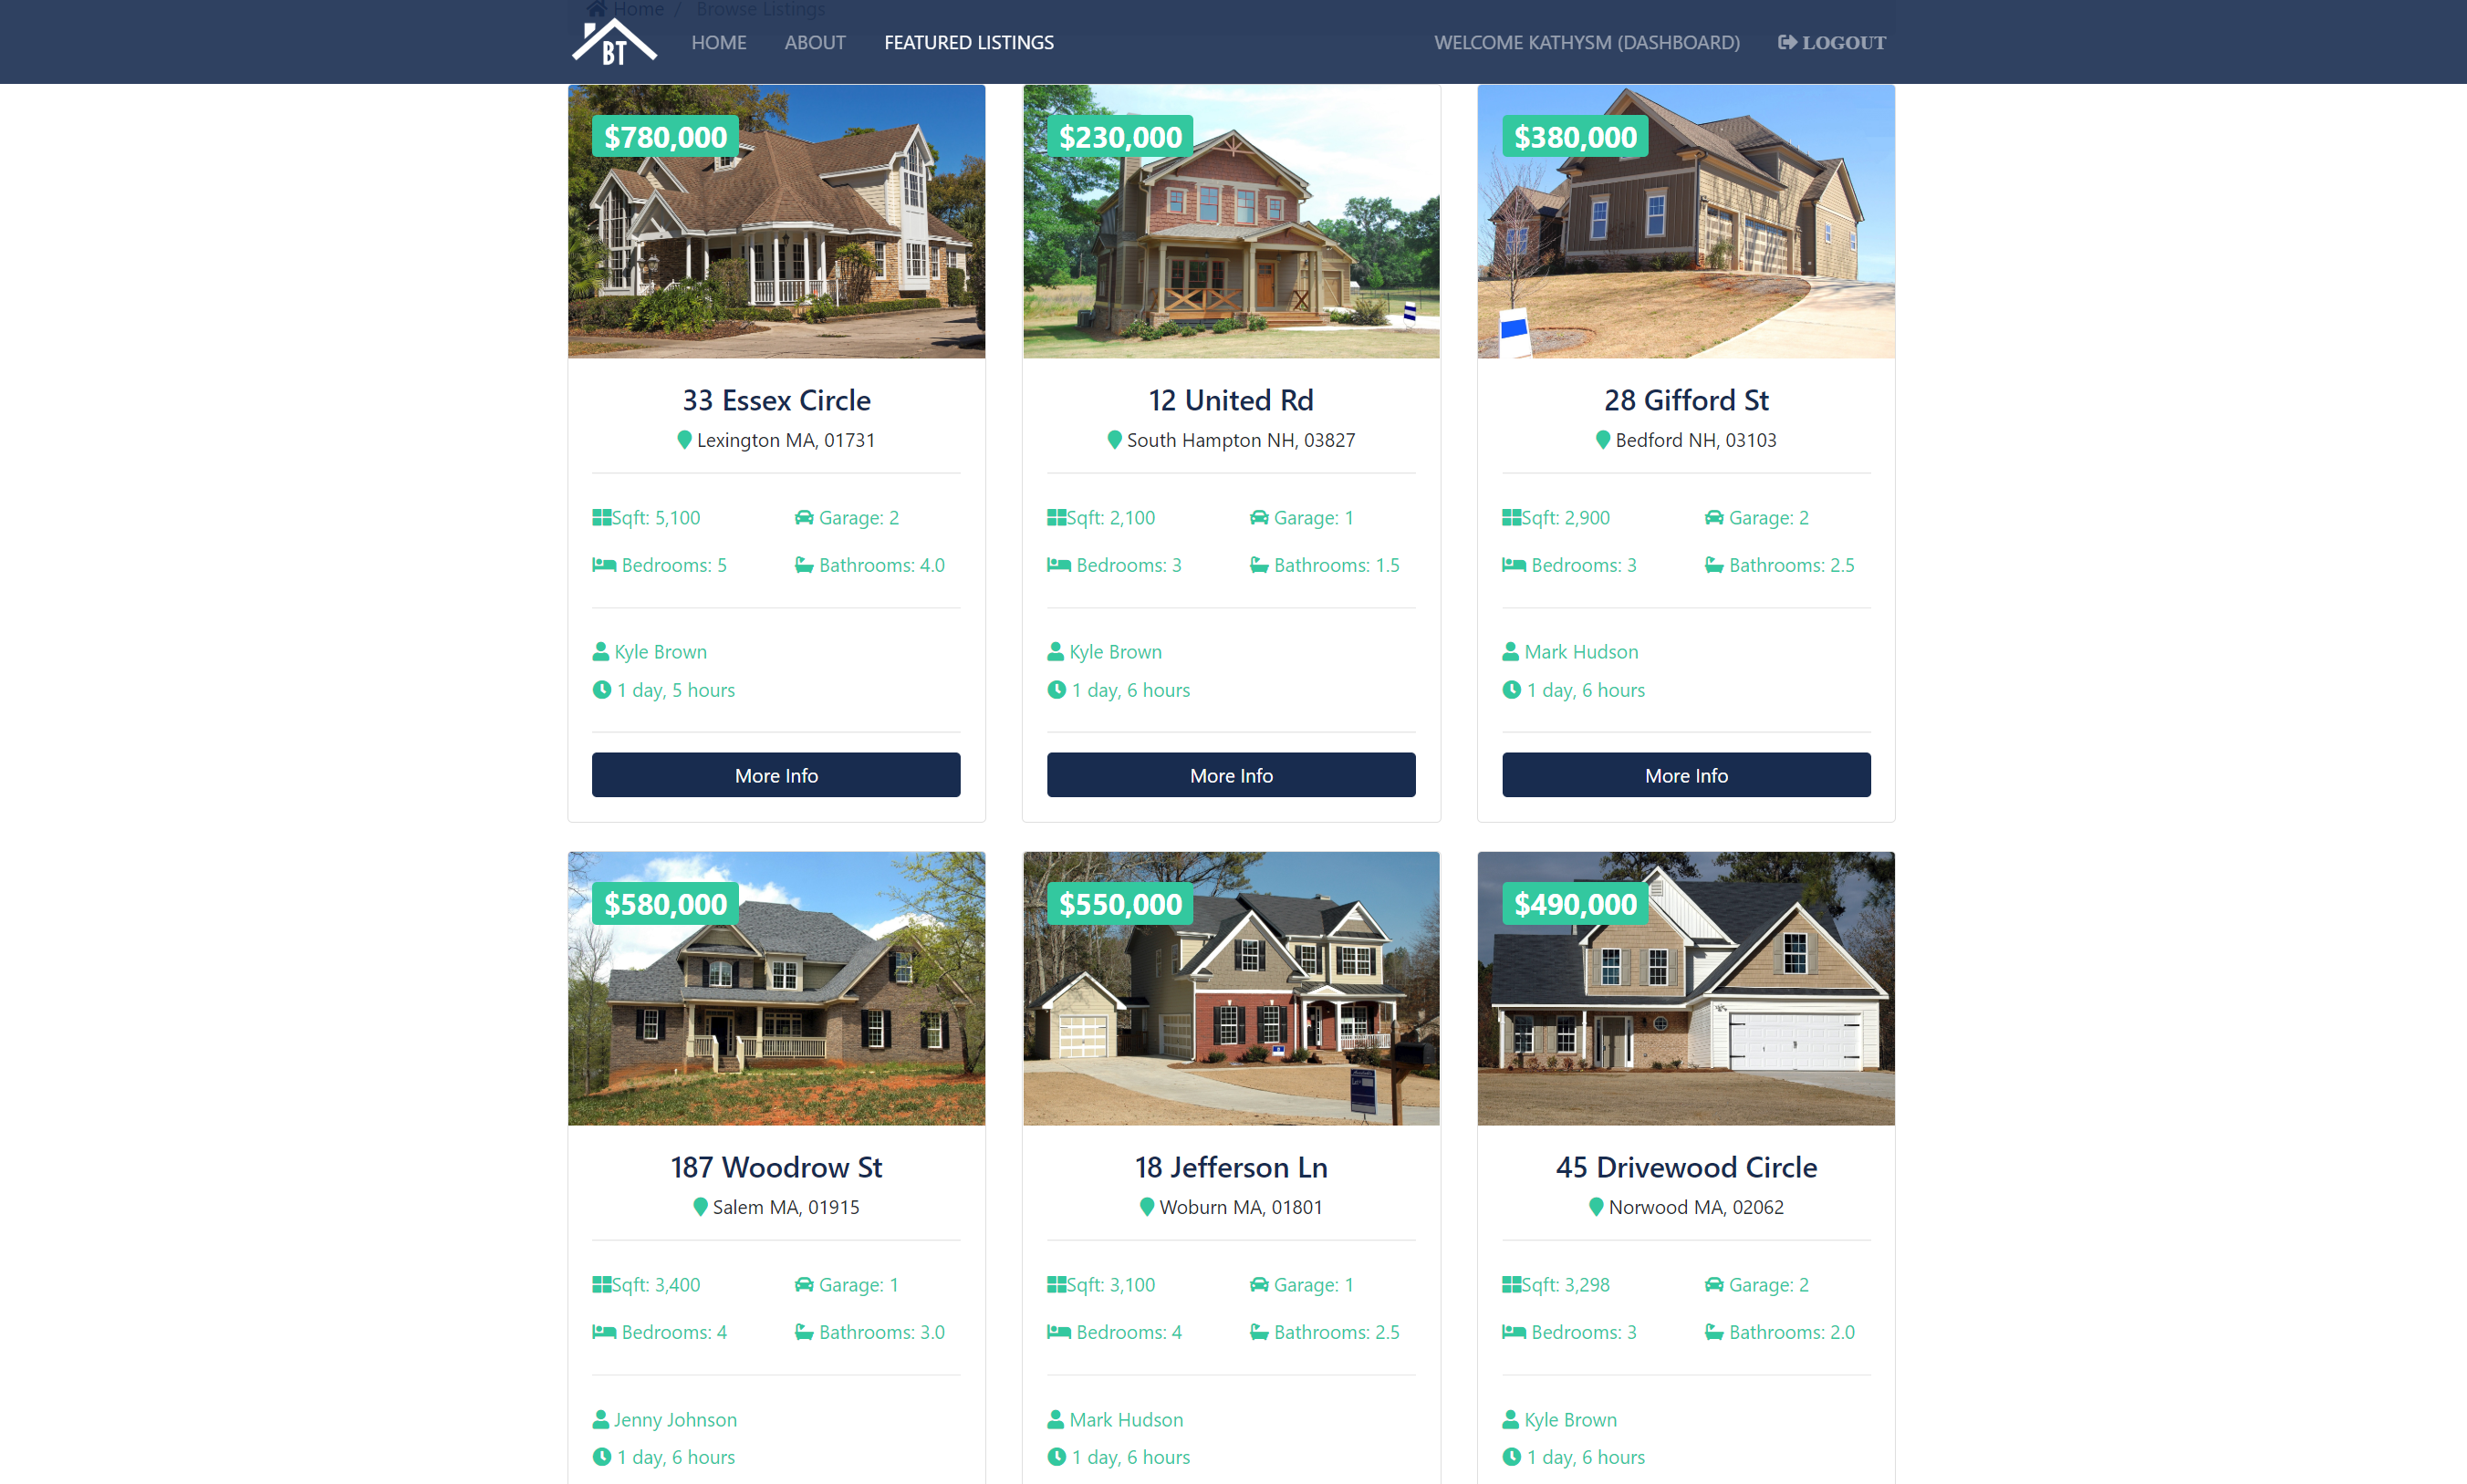 Home / Browse Listings
BT
HOME ABOUT FEATURED LISTINGS WELCOME KATHYSM (DASHBOARD) LOGOUT
$780,000
33 Essex Circle
Lexington MA, 01731
Sqft: 5,100 Garage: 2
Bedrooms: 5 Bathrooms: 4.0
Kyle Brown
1 day, 5 hours
More Info
$230,000
12 United Rd
South Hampton NH, 03827
Sqft: 2,100 Garage: 1
Bedrooms: 3 Bathrooms: 1.5
Kyle Brown
1 day, 6 hours
More Info
$380,000
28 Gifford St
Bedford NH, 03103
Sqft: 2,900 Garage: 2
Bedrooms: 3 Bathrooms: 2.5
Mark Hudson
1 day, 6 hours
More Info
$580,000
187 Woodrow St
Salem MA, 01915
Sqft: 3,400 Garage: 1
Bedrooms: 4 Bathrooms: 3.0
Jenny Johnson
1 day, 6 hours
$550,000
18 Jefferson Ln
Woburn MA, 01801
Sqft: 3,100 Garage: 1
Bedrooms: 4 Bathrooms: 2.5
Mark Hudson
1 day, 6 hours
$490,000
45 Drivewood Circle
Norwood MA, 02062
Sqft: 3,298 Garage: 2
Bedrooms: 3 Bathrooms: 2.0
Kyle Brown
1 day, 6 hours